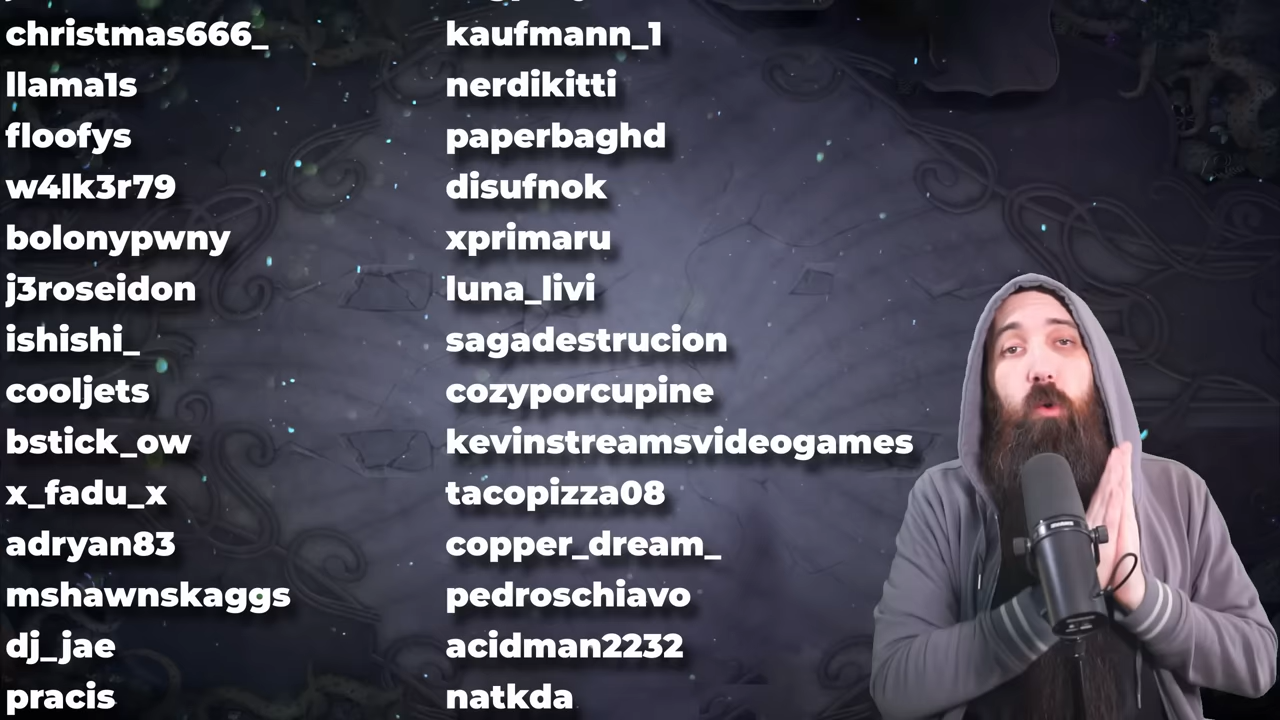 christmas666_
llama1s
floofys
w4lk3r79
bolonypwny
j3roseidon
ishishi_
cooljets
bstick_ow
x_fadu_x
adryan83
mshawnskaggs
dj_jae
pracis
kaufmann_1
nerdikitti
paperbaghd
disufnok
xprimaru
luna_livi
sagadestrucion
cozyporcupine
kevinstreamsvideogames
tacopizza08
copper_dream_
pedroschiavo
acidman2232
natkda